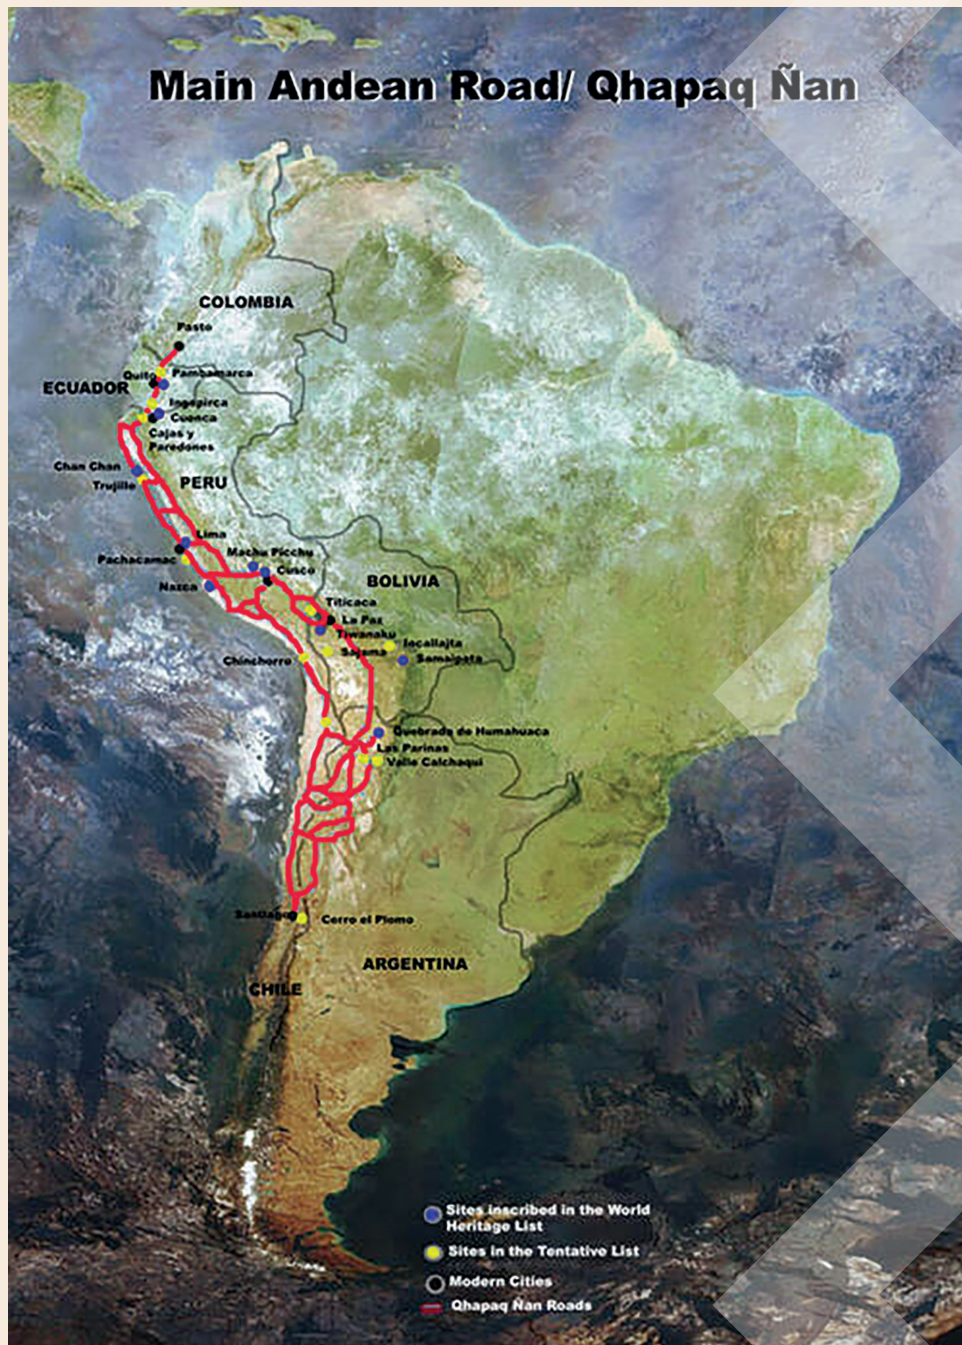 Main Andean Road/ Qhapaq Ñan
COLOMBIA
Pasto
Quito
Pambamarca
ECUADOR
Ingapirca
Cuenca
Cajas y
Paredones
Chan Chan
Trujillo
PERU
Lima
Machu Picchu
Pachacamac
Cusco
Nazca
BOLIVIA
Titicaca
La Paz
Tiwanaku
Incallajta
Sajama
Samaipata
Chinchorro
Quebrada de Humahuaca
Las Parinas
Valle Calchaqui
Santiago
Cerro el Plomo
ARGENTINA
CHILE
Sites inscribed in the World
Heritage List
Sites in the Tentative List
Modern Cities
Qhapaq Ñan Roads